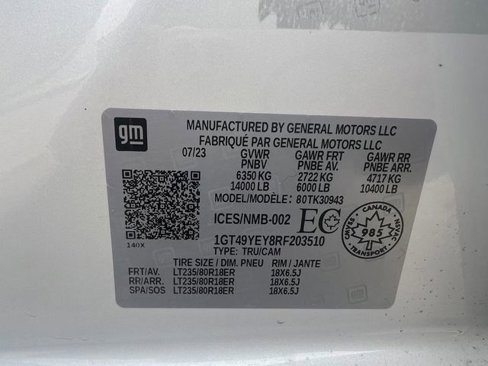 gm
MANUFACTURED BY GENERAL MOTORS LLC
FABRIQUÉ PAR GENERAL MOTORS LLC
07/23 GVWR GAWR FRT GAWR RR
PNBV PNBE AV. PNBE ARR.
6350 KG 2722 KG 4717 KG
14000 LB 6000 LB 10400 LB
MODEL/MODÈLE: 80TK30943
ICES/NMB-002 EC
CANADA
985
140X
1GT49YEY8RF203510
TYPE: TRU/CAM
TIRE SIZE / DIM. PNEU RIM / JANTE
FRT/AV. LT235/80R18ER 18X6.5J
RR/ARR. LT235/80R18ER 18X6.5J
SPA/SOS LT235/80R18ER 18X6.5J